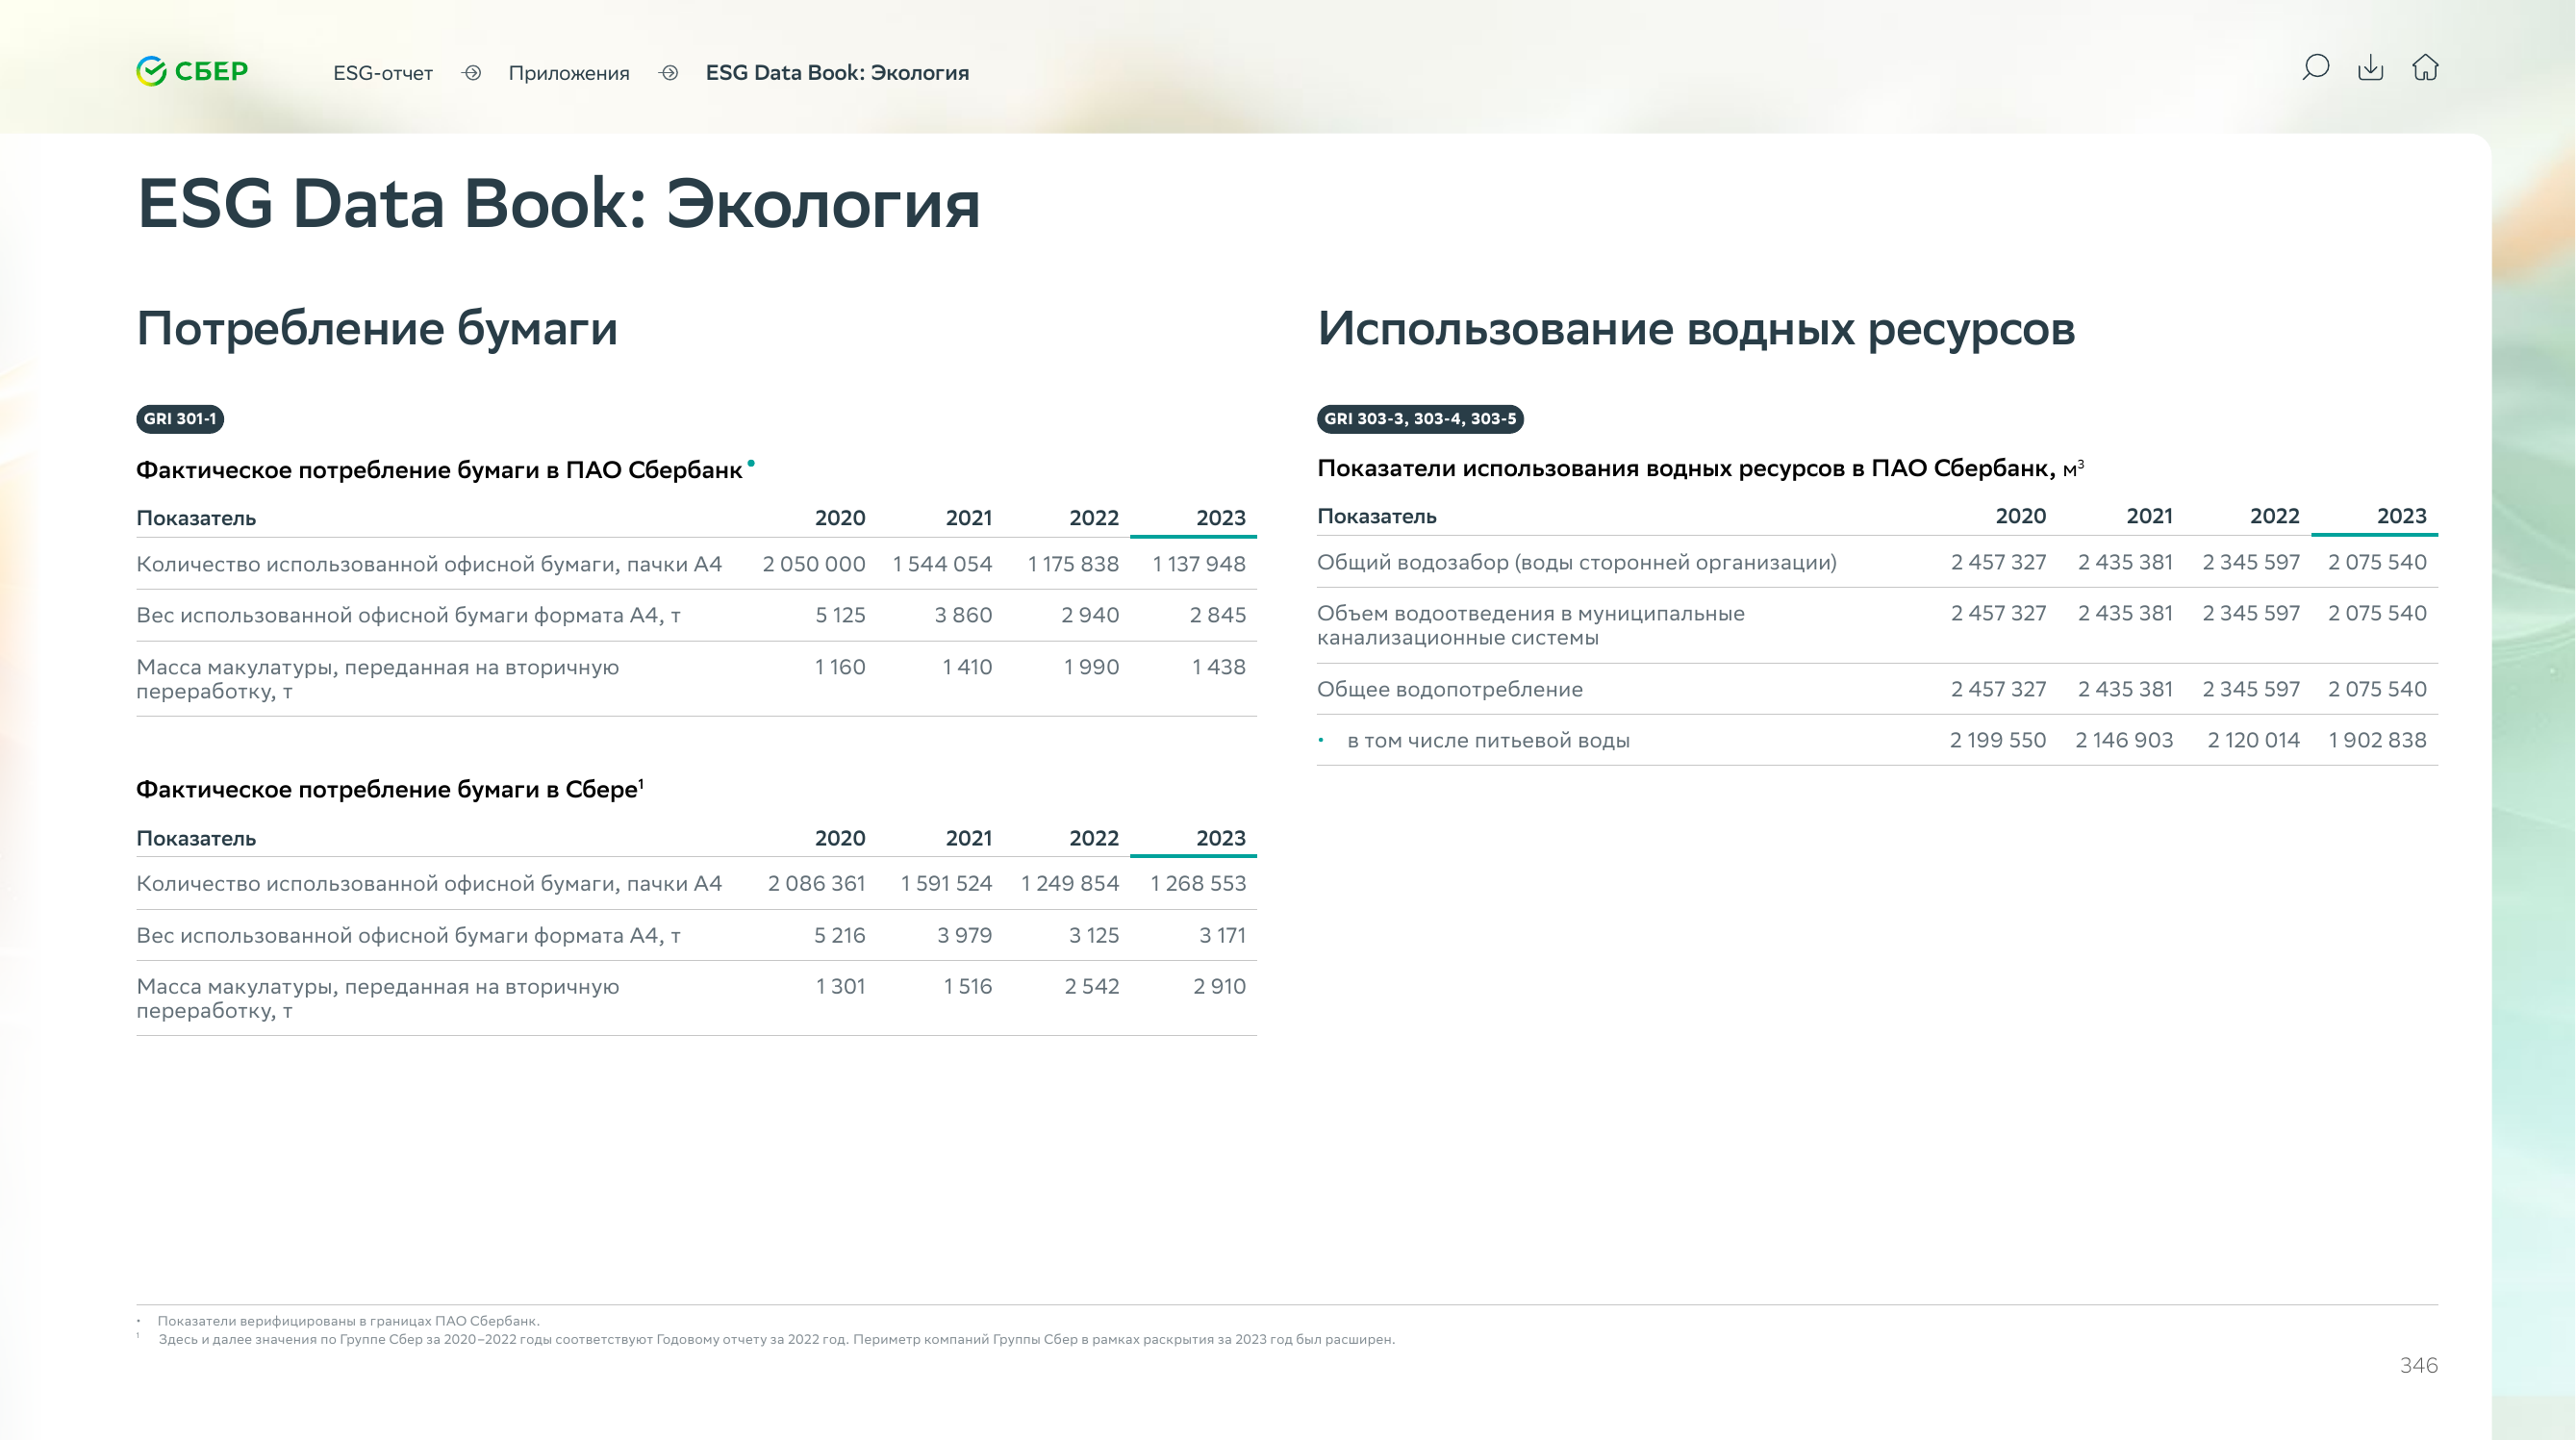 СБЕР
ESG-отчет
Приложения
ESG Data Book: Экология
ESG Data Book: Экология
Потребление бумаги
GRI 301-1
Фактическое потребление бумаги в ПАО Сбербанк•
Показатель 2020 2021 2022 2023
Количество использованной офисной бумаги, пачки А4 2 050 000 1 544 054 1 175 838 1 137 948
Вес использованной офисной бумаги формата А4, т 5 125 3 860 2 940 2 845
Масса макулатуры, переданная на вторичную 1 160 1 410 1 990 1 438
переработку, т
Фактическое потребление бумаги в Сбере¹
Показатель 2020 2021 2022 2023
Количество использованной офисной бумаги, пачки А4 2 086 361 1 591 524 1 249 854 1 268 553
Вес использованной офисной бумаги формата А4, т 5 216 3 979 3 125 3 171
Масса макулатуры, переданная на вторичную 1 301 1 516 2 542 2 910
переработку, т
Использование водных ресурсов
GRI 303-3, 303-4, 303-5
Показатели использования водных ресурсов в ПАО Сбербанк, м³
Показатель 2020 2021 2022 2023
Общий водозабор (воды сторонней организации) 2 457 327 2 435 381 2 345 597 2 075 540
Объем водоотведения в муниципальные 2 457 327 2 435 381 2 345 597 2 075 540
канализационные системы
Общее водопотребление 2 457 327 2 435 381 2 345 597 2 075 540
• в том числе питьевой воды 2 199 550 2 146 903 2 120 014 1 902 838
• Показатели верифицированы в границах ПАО Сбербанк.
¹ Здесь и далее значения по Группе Сбер за 2020–2022 годы соответствуют Годовому отчету за 2022 год. Периметр компаний Группы Сбер в рамках раскрытия за 2023 год был расширен.
346